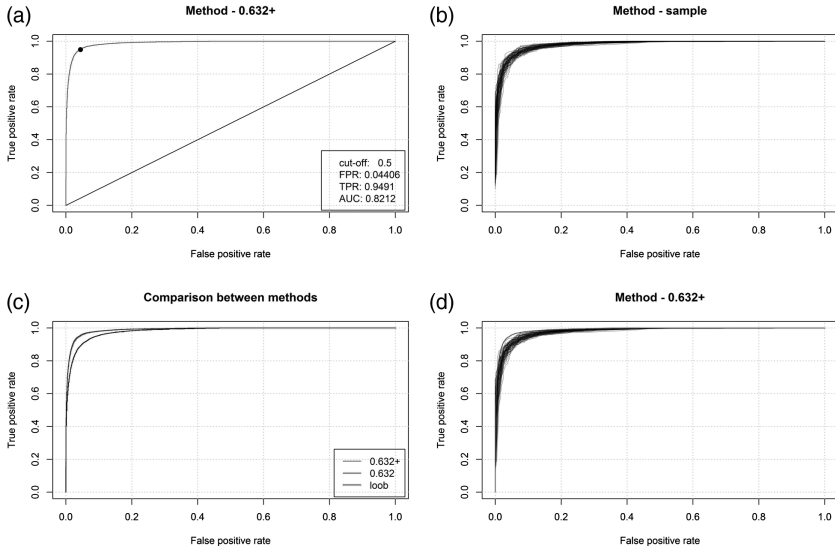 (a)
Method - 0.632+
True positive rate
1.0
0.8
0.6
0.4
0.2
0.0
cut-off: 0.5
FPR: 0.04406
TPR: 0.9491
AUC: 0.8212
0.0 0.2 0.4 0.6 0.8 1.0
False positive rate
(b)
Method - sample
True positive rate
1.0
0.8
0.6
0.4
0.2
0.0
0.0 0.2 0.4 0.6 0.8 1.0
False positive rate
(c)
Comparison between methods
True positive rate
1.0
0.8
0.6
0.4
0.2
0.0
0.632+
0.632
loob
0.0 0.2 0.4 0.6 0.8 1.0
False positive rate
(d)
Method - 0.632+
True positive rate
1.0
0.8
0.6
0.4
0.2
0.0
0.0 0.2 0.4 0.6 0.8 1.0
False positive rate